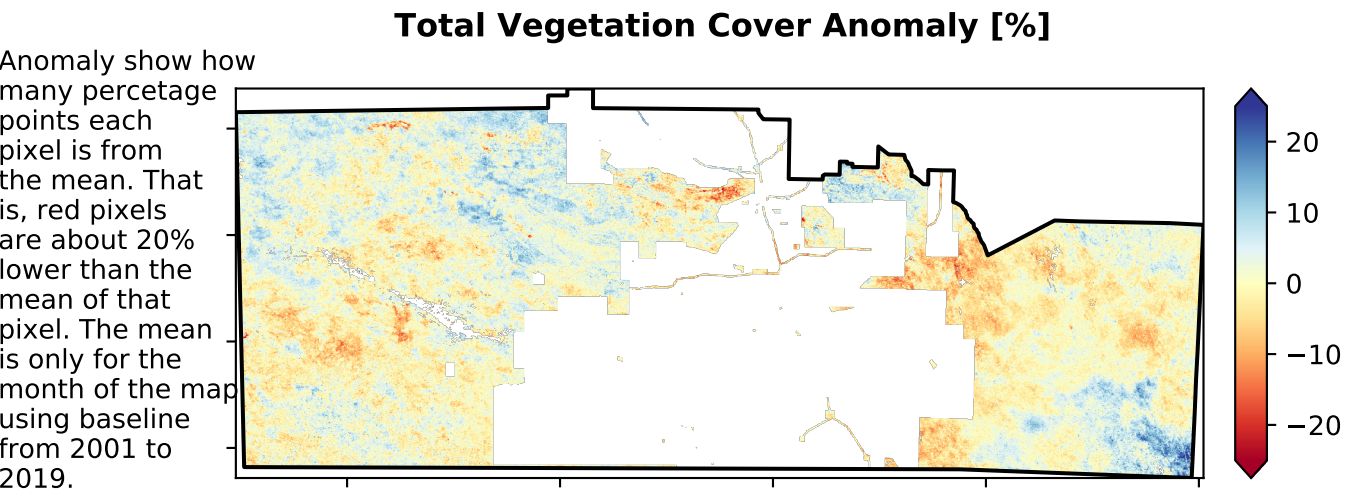 Total Vegetation Cover Anomaly [%]
Anomaly show how
many percetage
points each
pixel is from
the mean. That
is, red pixels
are about 20%
lower than the
mean of that
pixel. The mean
is only for the
month of the map
using baseline
from 2001 to
2019.
20
10
0
−10
−20